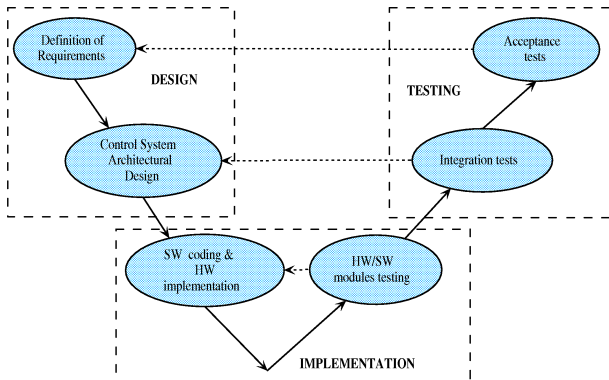 Definition of
Requirements
DESIGN
Control System
Architectural
Design
Acceptance
tests
TESTING
Integration tests
SW coding &
HW
implementation
HW/SW
modules testing
IMPLEMENTATION